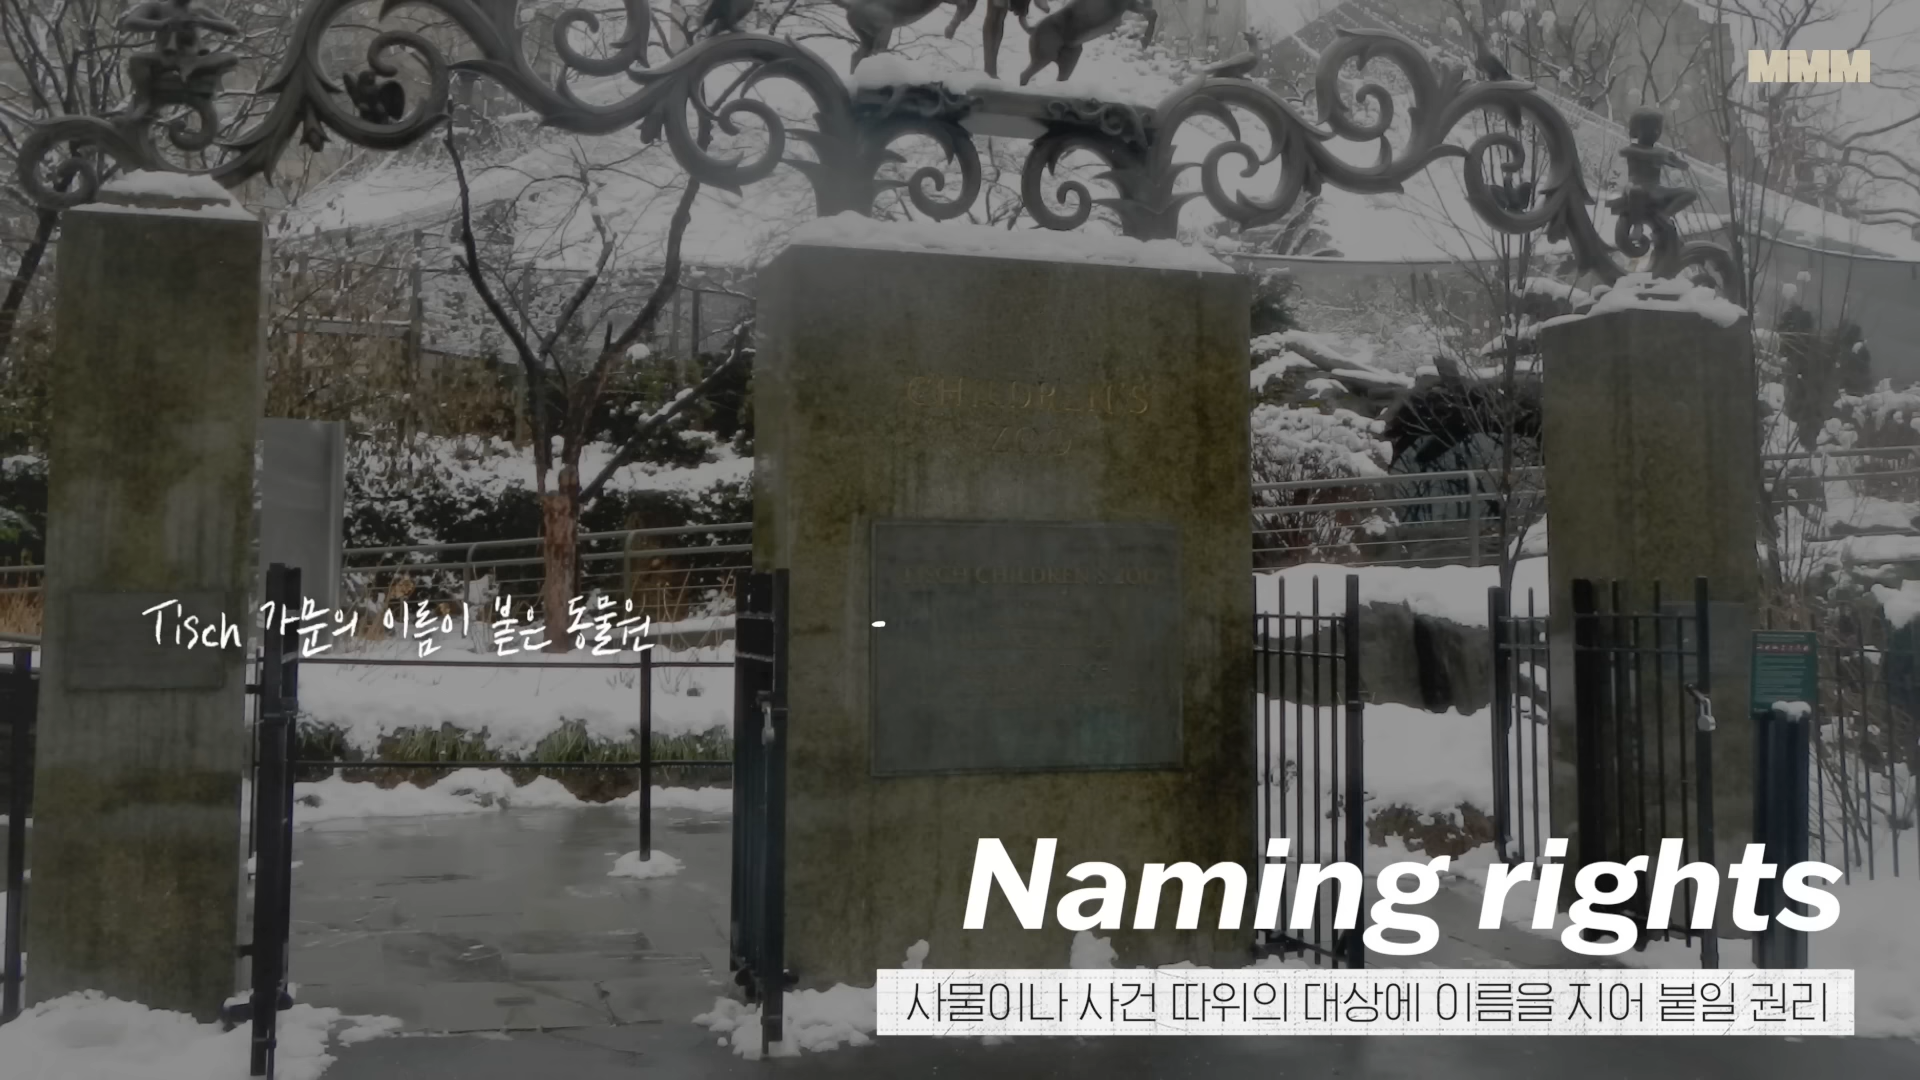 MMM
CHILDREN'S
ZOO
TISCH CHILDREN'S ZOO
Tisch 가문의 이름이 붙은 동물원
Naming rights
사물이나 사건 따위의 대상에 이름을 지어 붙일 권리